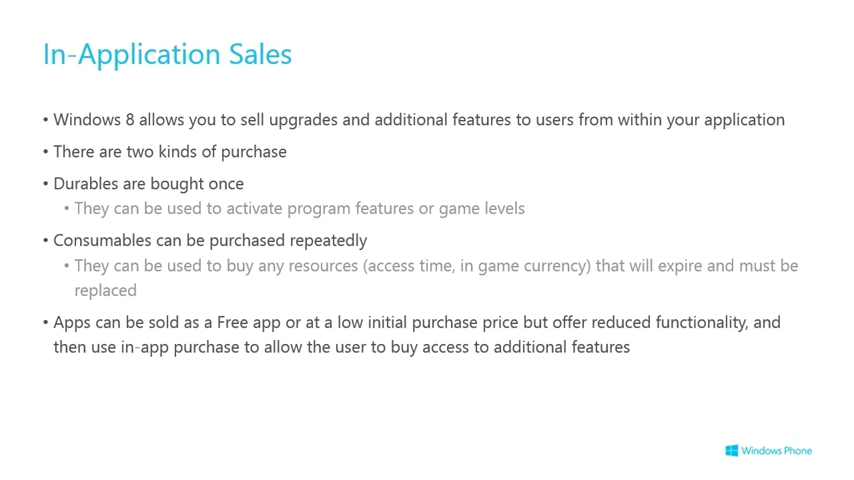 In-Application Sales
• Windows 8 allows you to sell upgrades and additional features to users from within your application
• There are two kinds of purchase
• Durables are bought once
• They can be used to activate program features or game levels
• Consumables can be purchased repeatedly
• They can be used to buy any resources (access time, in game currency) that will expire and must be
replaced
• Apps can be sold as a Free app or at a low initial purchase price but offer reduced functionality, and
then use in-app purchase to allow the user to buy access to additional features
Windows Phone